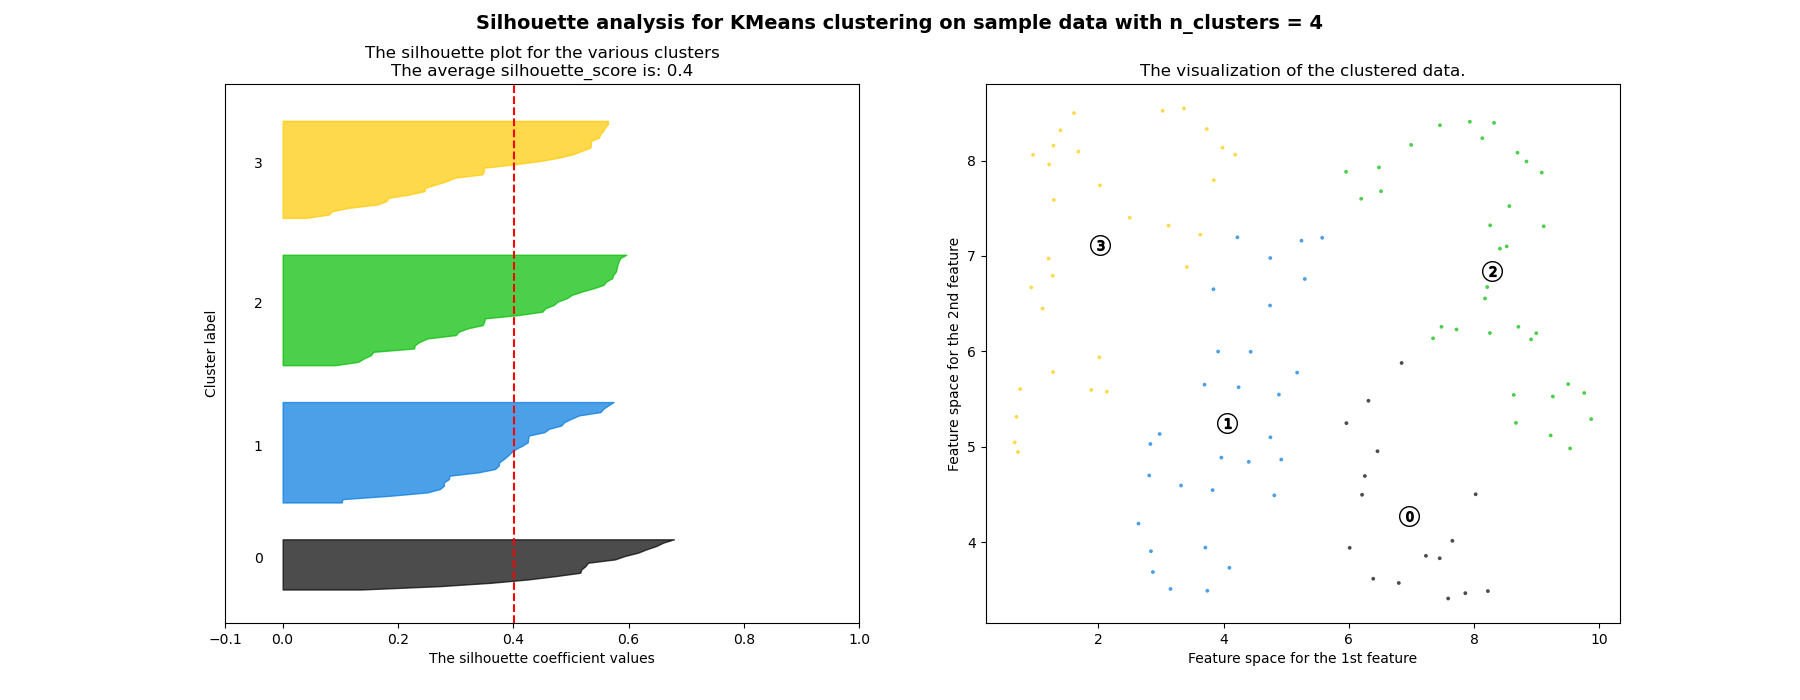 Silhouette analysis for KMeans clustering on sample data with n_clusters = 4
The silhouette plot for the various clusters
The average silhouette_score is: 0.4
Cluster label
3
2
1
0
−0.1 0.0 0.2 0.4 0.6 0.8 1.0
The silhouette coefficient values
The visualization of the clustered data.
Feature space for the 2nd feature
8
7
6
5
4
3
2
1
0
2 4 6 8 10
Feature space for the 1st feature